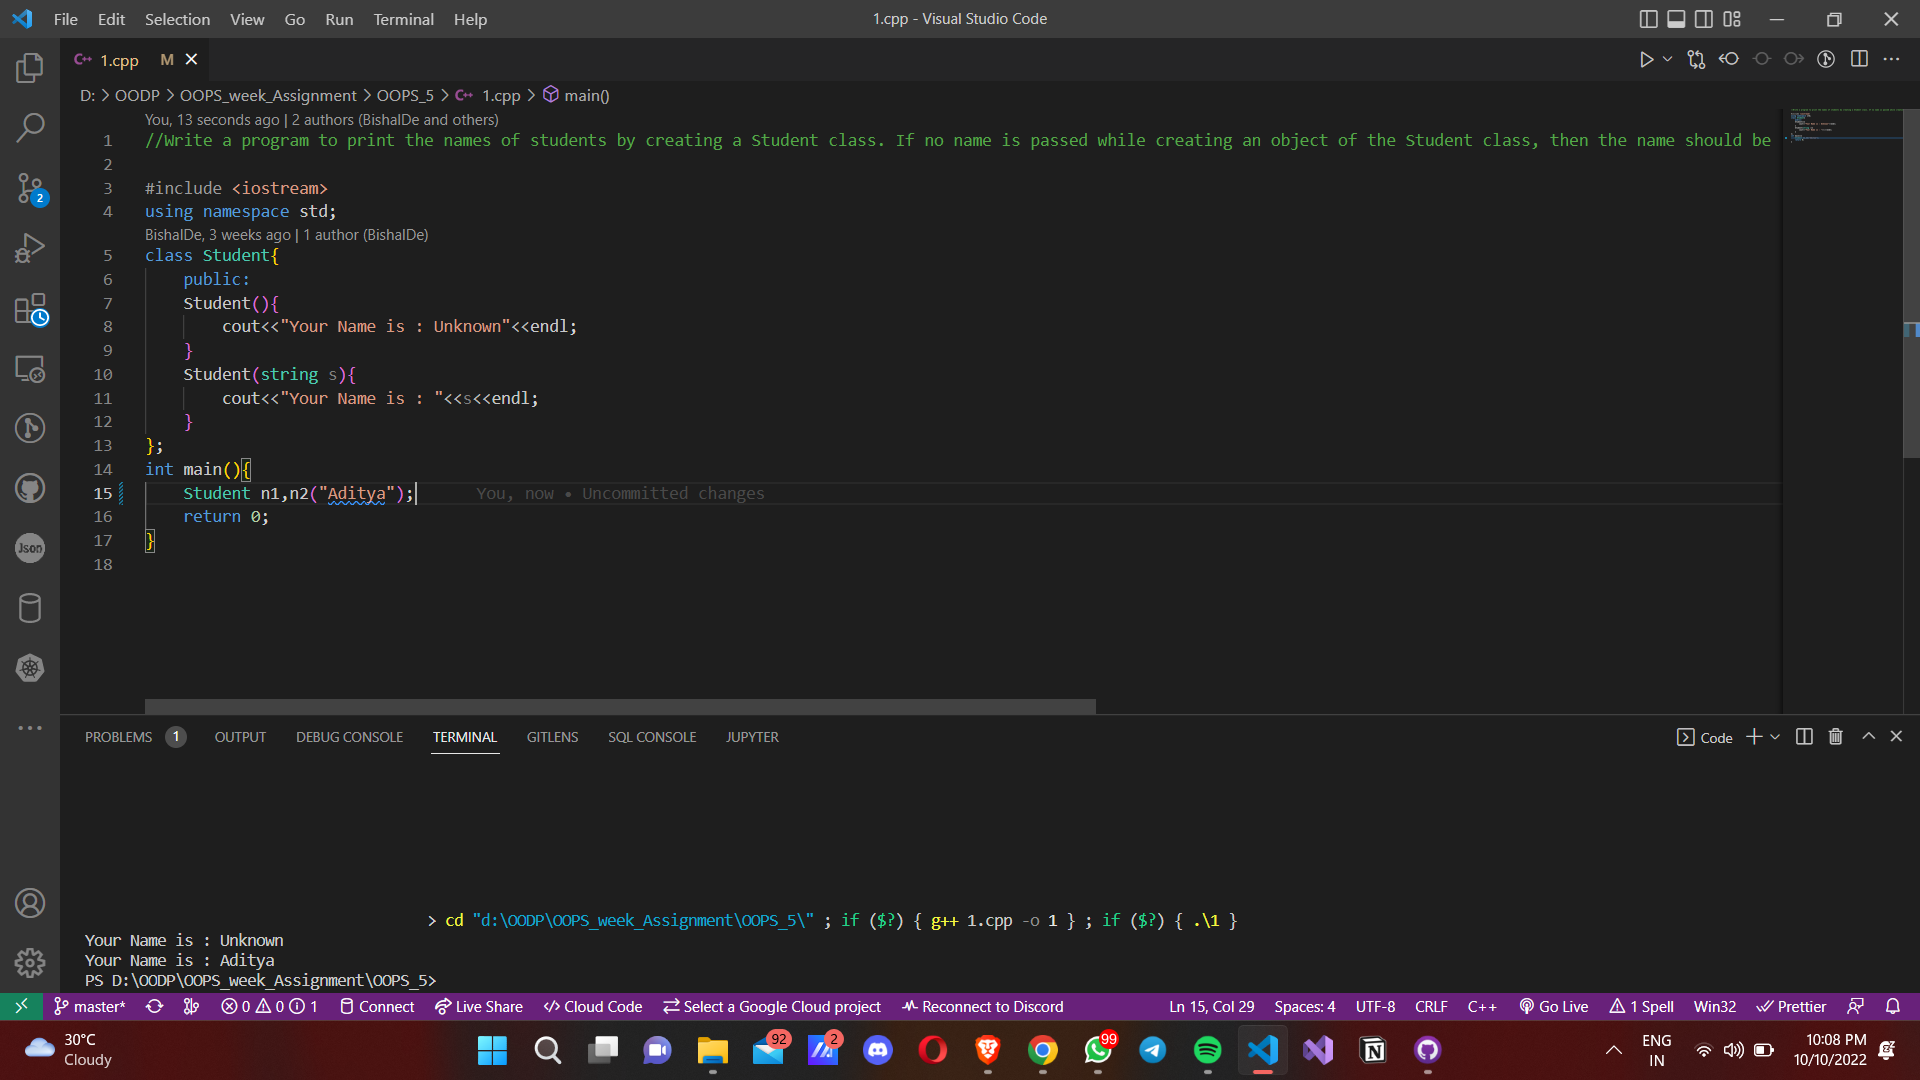 File Edit Selection View Go Run Terminal Help
1.cpp - Visual Studio Code
C++ 1.cpp M
D: > OODP > OOPS_week_Assignment > OOPS_5 > C++ 1.cpp > main()
You, 13 seconds ago | 2 authors (BishalDe and others)
1 //Write a program to print the names of students by creating a Student class. If no name is passed while creating an object of the Student class, then the name should be
2
3 #include <iostream>
4 using namespace std;
BishalDe, 3 weeks ago | 1 author (BishalDe)
5 class Student{
6 public:
7 Student(){
8 cout<<"Your Name is : Unknown"<<endl;
9 }
10 Student(string s){
11 cout<<"Your Name is : "<<s<<endl;
12 }
13 };
14 int main(){
15 Student n1,n2("Aditya"); You, now • Uncommitted changes
16 return 0;
17 }
18
2
Json
PROBLEMS 1 OUTPUT DEBUG CONSOLE TERMINAL GITLENS SQL CONSOLE JUPYTER
Code
> cd "d:\OODP\OOPS_week_Assignment\OOPS_5\" ; if ($?) { g++ 1.cpp -o 1 } ; if ($?) { .\1 }
Your Name is : Unknown
Your Name is : Aditya
PS D:\OODP\OOPS_week_Assignment\OOPS_5>
master* 0 0 1 Connect Live Share Cloud Code Select a Google Cloud project Reconnect to Discord Ln 15, Col 29 Spaces: 4 UTF-8 CRLF C++ Go Live 1 Spell Win32 Prettier
30°C
Cloudy
92
2
99
ENG
IN
10:08 PM
10/10/2022